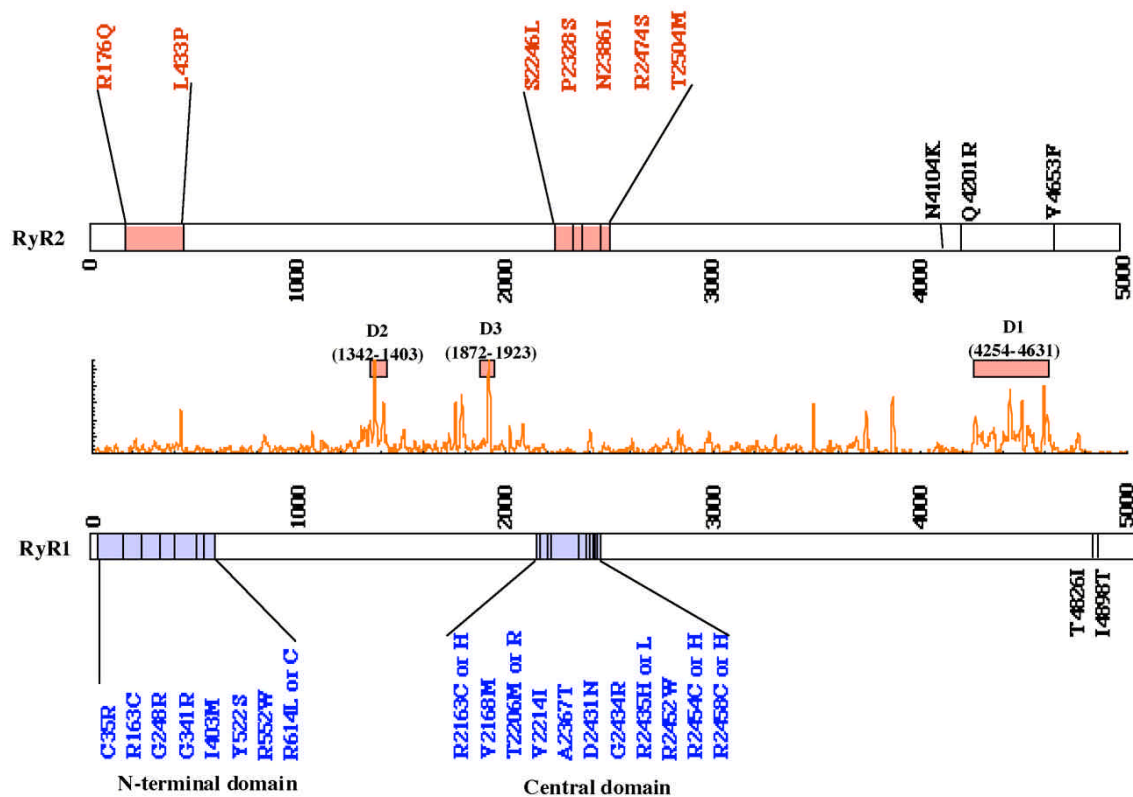 R176Q
L433P
S2246L
P2328S
N2386I
R2474S
T2504M
N4104K
Q4201R
V4653F
RyR2
0
1000
2000
3000
4000
5000
D2
(1342-1403)
D3
(1872-1923)
D1
(4254-4631)
0
1000
2000
3000
4000
5000
RyR1
C35R
R163C
G248R
G341R
I403M
Y522S
R552W
R614L or C
R2163C or H
V2168M
T2206M or R
V2214I
A2367T
D2431N
G2434R
R2435H or L
R2452W
R2454C or H
R2458C or H
T4826I
I4898T
N-terminal domain
Central domain